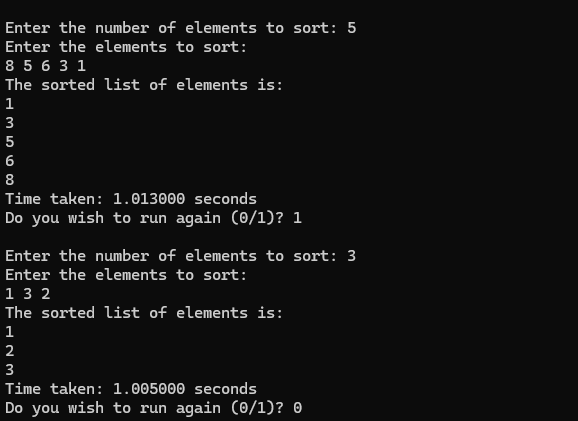 Enter the number of elements to sort: 5
Enter the elements to sort:
8 5 6 3 1
The sorted list of elements is:
1
3
5
6
8
Time taken: 1.013000 seconds
Do you wish to run again (0/1)? 1
Enter the number of elements to sort: 3
Enter the elements to sort:
1 3 2
The sorted list of elements is:
1
2
3
Time taken: 1.005000 seconds
Do you wish to run again (0/1)? 0